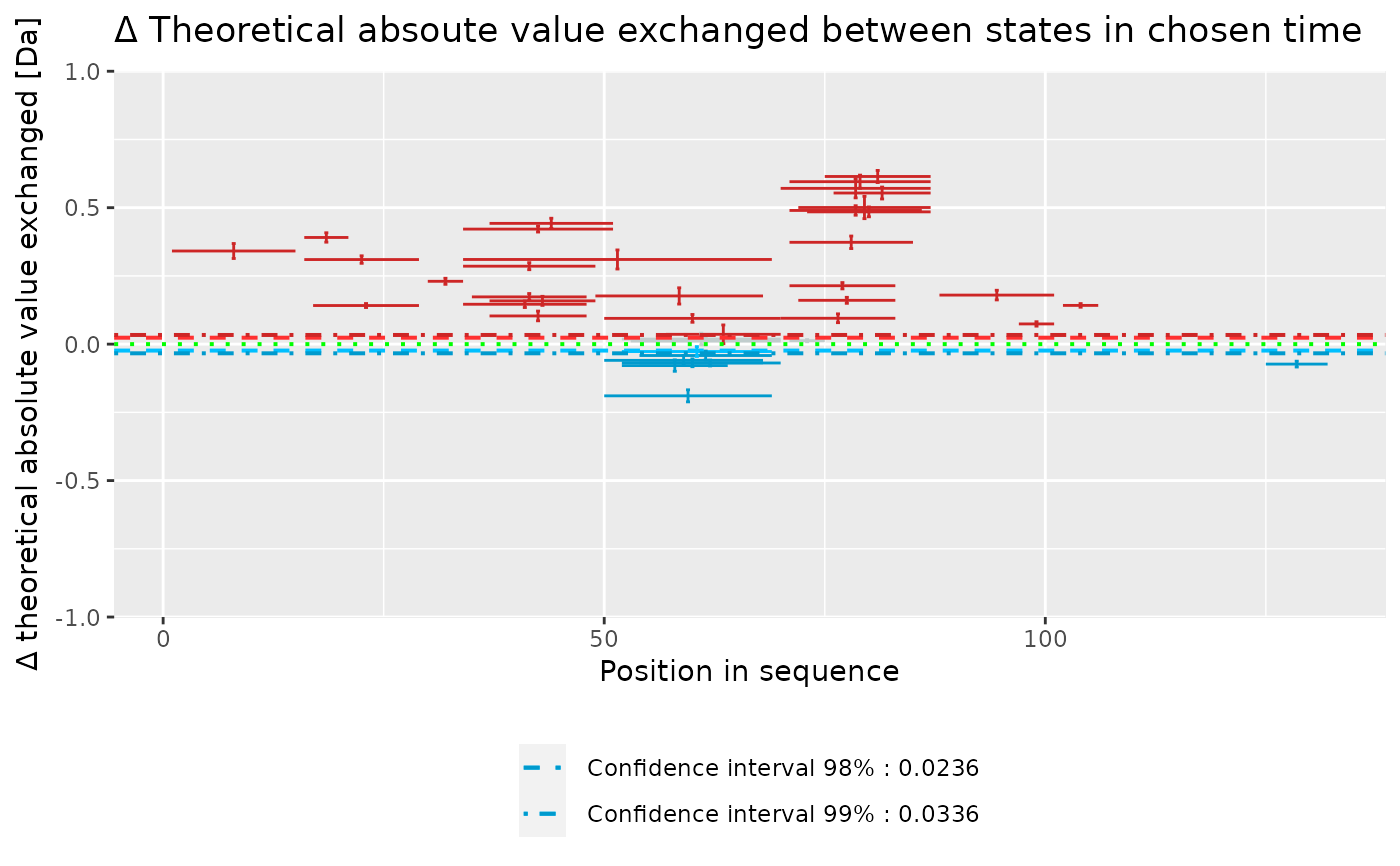 Δ Theoretical absoute value exchanged between states in chosen time
Δ theoretical absolute value exchanged [Da]
1.0
0.5
0.0
-0.5
-1.0
0
50
100
Position in sequence
Confidence interval 98% : 0.0236
Confidence interval 99% : 0.0336